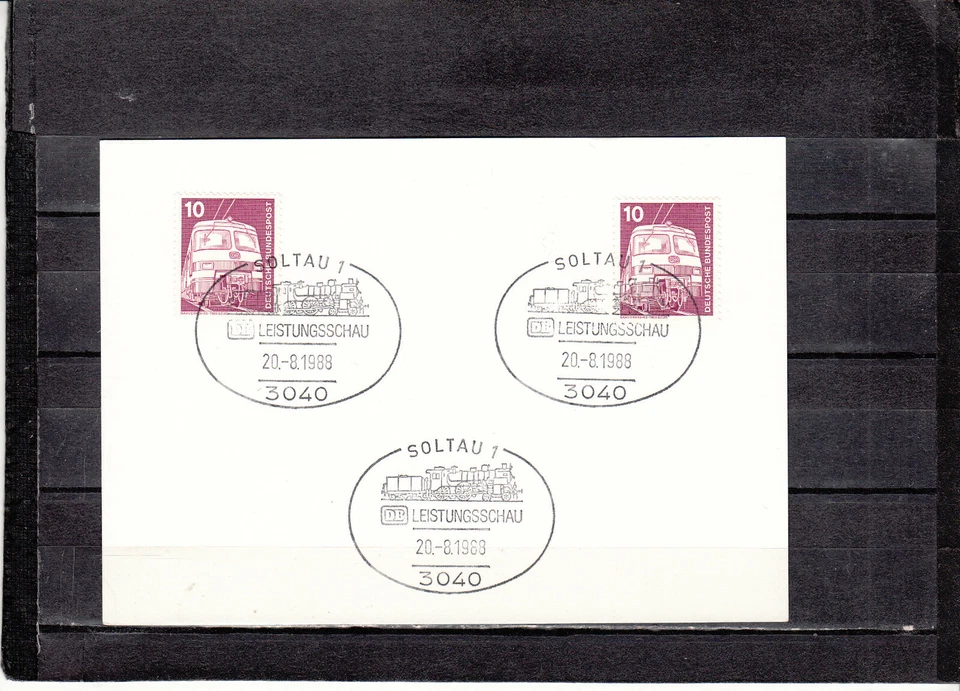 10
DEUTSCHE BUNDESPOST
SOLTAU 1
DB LEISTUNGSSCHAU
20.-8.1988
3040
10
DEUTSCHE BUNDESPOST
SOLTAU 1
DB LEISTUNGSSCHAU
20.-8.1988
3040
SOLTAU 1
DB LEISTUNGSSCHAU
20.-8.1988
3040